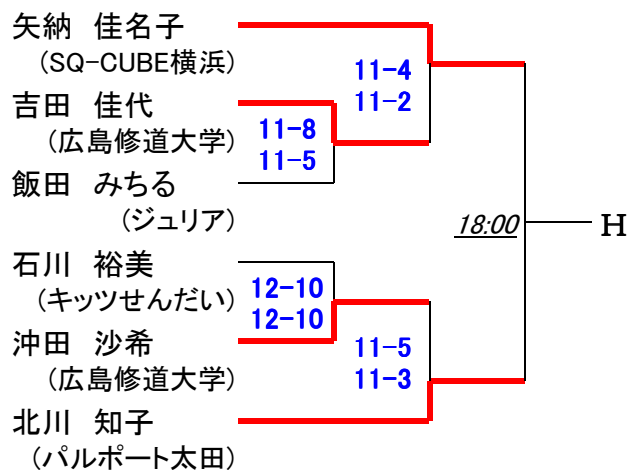 矢納 佳名子
(SQ-CUBE横浜)
11-4
11-2
吉田 佳代
(広島修道大学)
11-8
11-5
飯田 みちる
(ジュリア)
18:00
H
石川 裕美
(キッツせんだい)
12-10
12-10
沖田 沙希
(広島修道大学)
11-5
11-3
北川 知子
(パルポート太田)